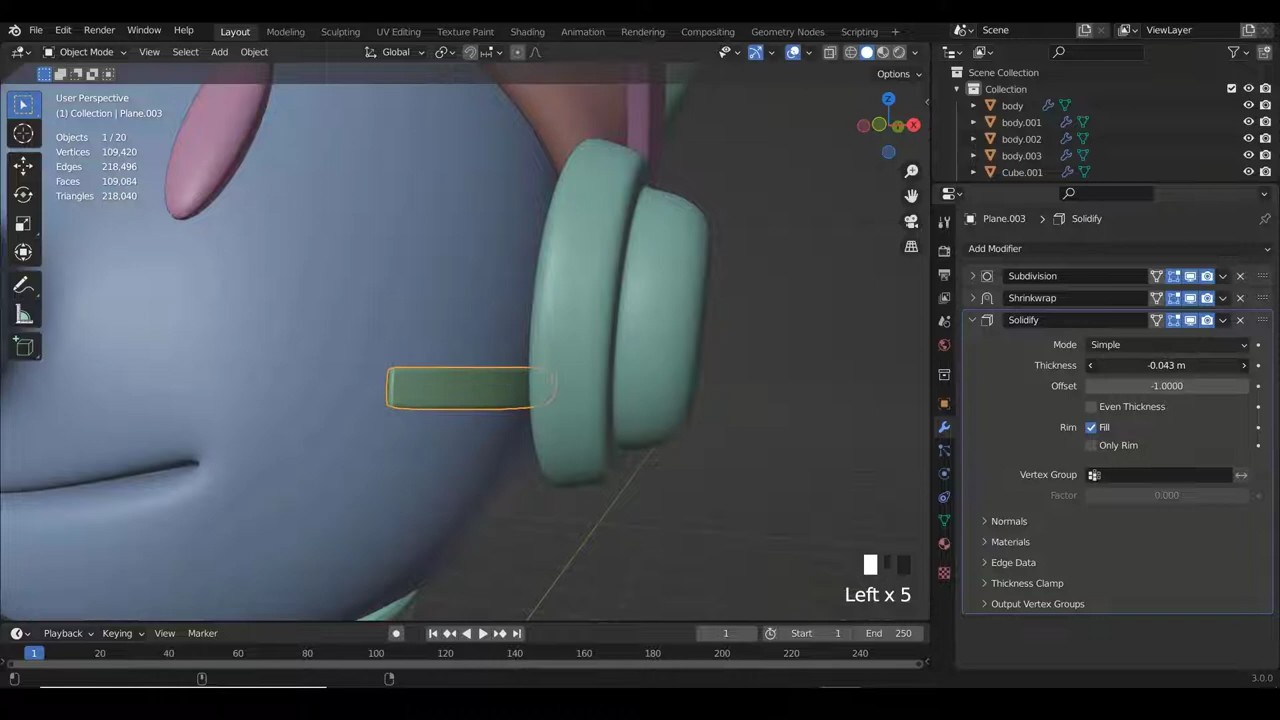 File Edit Render Window Help Layout Modeling Sculpting UV Editing Texture Paint Shading Animation Rendering Compositing Geometry Nodes Scripting + Scene ViewLayer
Object Mode View Select Add Object Global
Options
User Perspective
(1) Collection | Plane.003
Objects 1 / 20
Vertices 109,420
Edges 218,496
Faces 109,084
Triangles 218,040
Z
X
Left x 5
Scene Collection
Collection
body
body.001
body.002
body.003
Cube.001
Plane.003 > Solidify
Add Modifier
Subdivision
Shrinkwrap
Solidify
Mode Simple
Thickness -0.043 m
Offset -1.0000
Even Thickness
Rim Fill
Only Rim
Vertex Group
Factor 0.000
Normals
Materials
Edge Data
Thickness Clamp
Output Vertex Groups
Playback Keying View Marker 1 Start 1 End 250
1 20 40 60 80 100 120 140 160 180 200 220 240
3.0.0